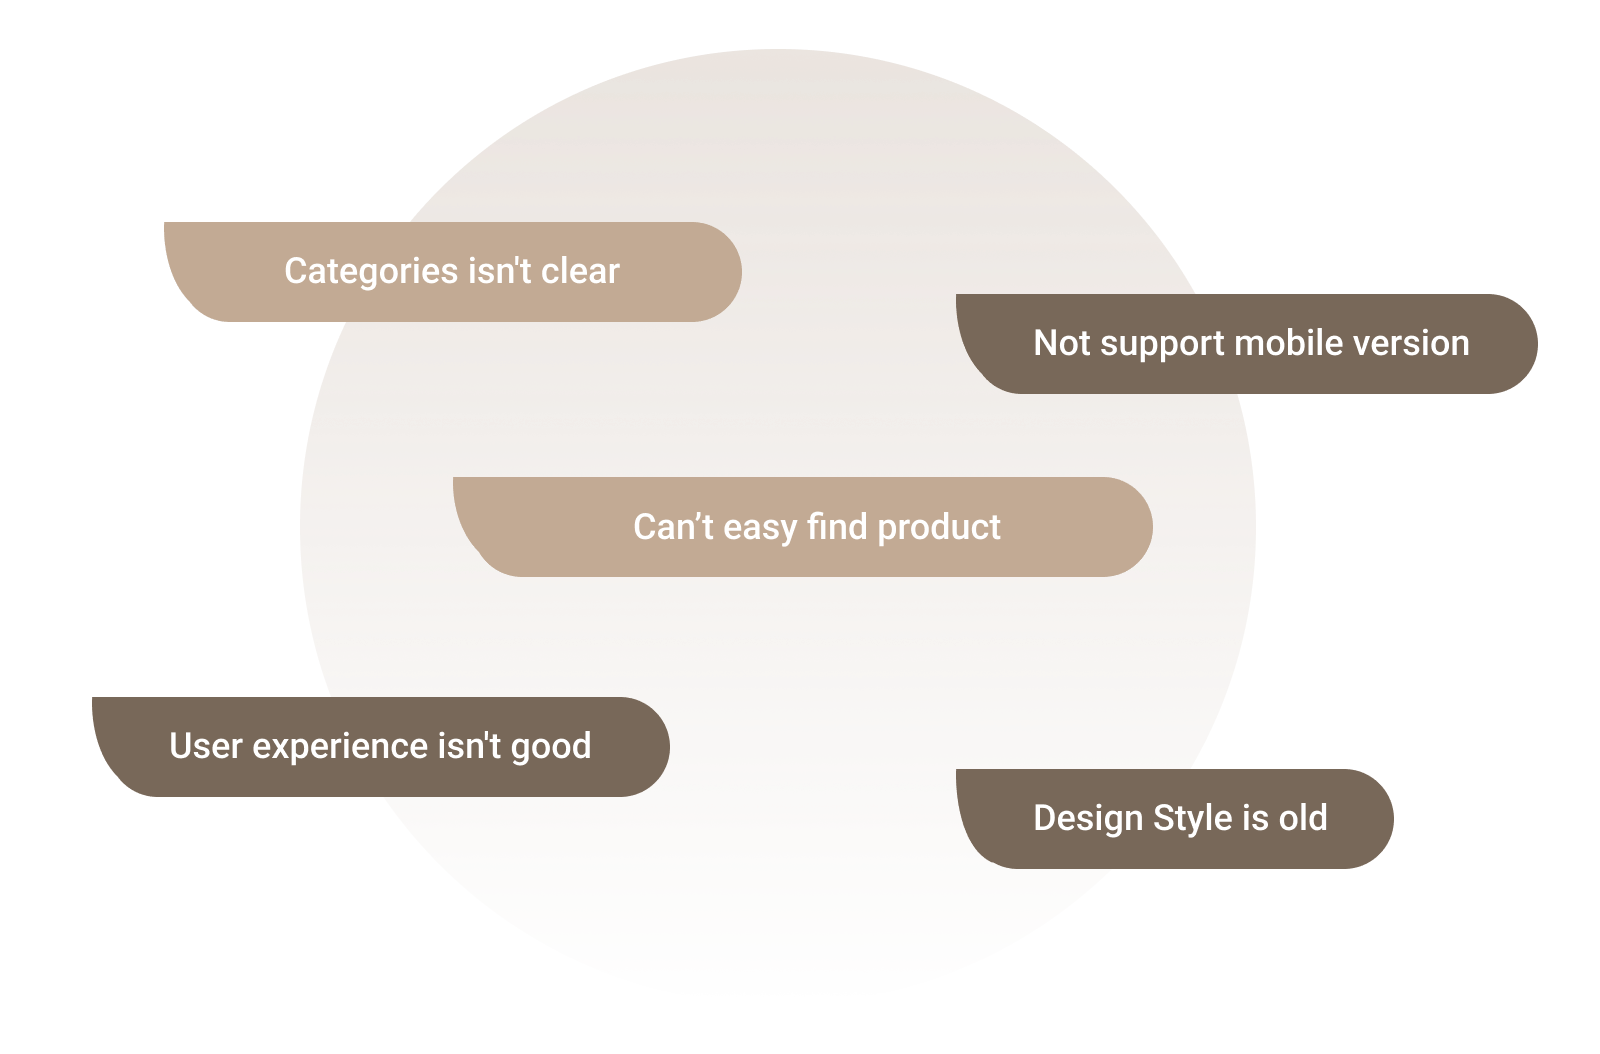 Categories isn't clear
Not support mobile version
Can’t easy find product
User experience isn't good
Design Style is old